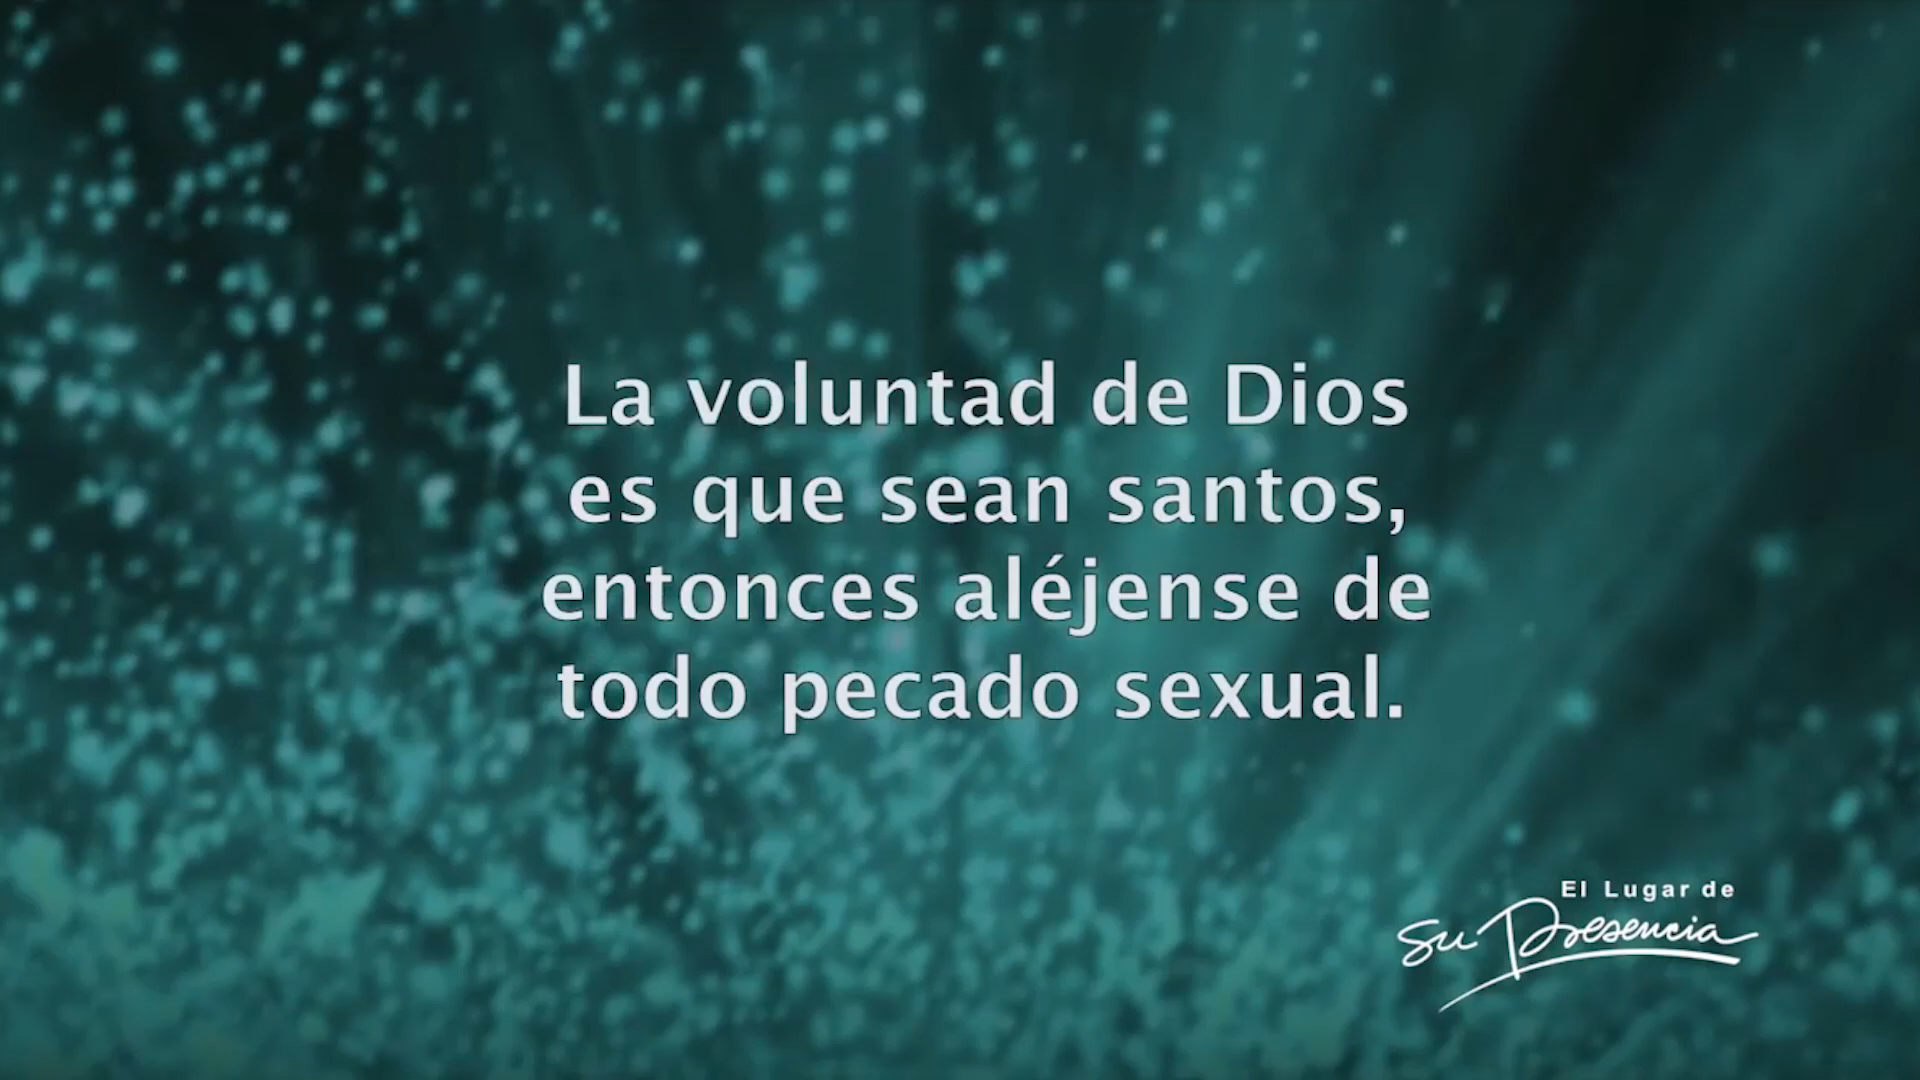 La voluntad de Dios
es que sean santos,
entonces aléjense de
todo pecado sexual.
El Lugar de
Su Presencia